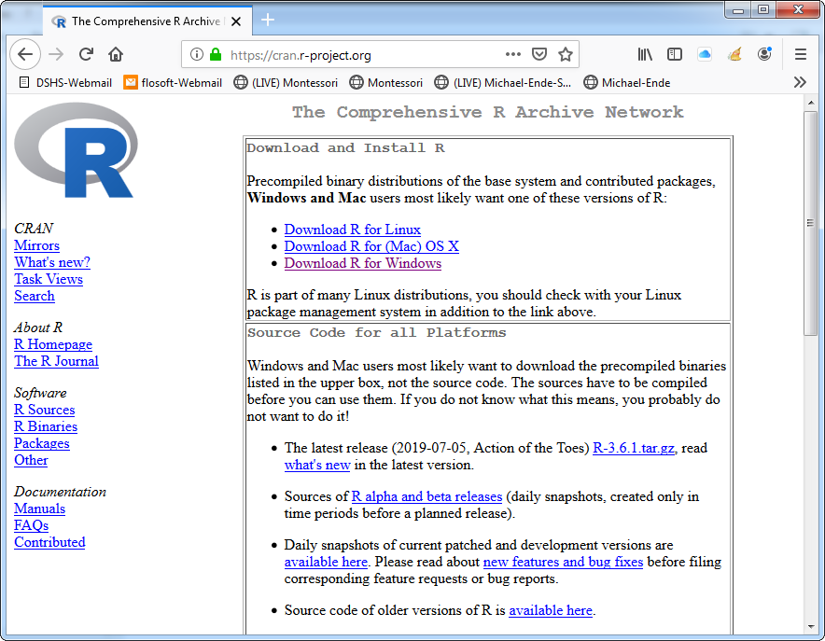 The Comprehensive R Archive
https://cran.r-project.org
DSHS-Webmail
flosoft-Webmail
(LIVE) Montessori
Montessori
(LIVE) Michael-Ende-S...
Michael-Ende
R
CRAN
Mirrors
What's new?
Task Views
Search
About R
R Homepage
The R Journal
Software
R Sources
R Binaries
Packages
Other
Documentation
Manuals
FAQs
Contributed
The Comprehensive R Archive Network
Download and Install R
Precompiled binary distributions of the base system and contributed packages,
Windows and Mac users most likely want one of these versions of R:
• Download R for Linux
• Download R for (Mac) OS X
• Download R for Windows
R is part of many Linux distributions, you should check with your Linux
package management system in addition to the link above.
Source Code for all Platforms
Windows and Mac users most likely want to download the precompiled binaries
listed in the upper box, not the source code. The sources have to be compiled
before you can use them. If you do not know what this means, you probably do
not want to do it!
• The latest release (2019-07-05, Action of the Toes) R-3.6.1.tar.gz, read
what's new in the latest version.
• Sources of R alpha and beta releases (daily snapshots, created only in
time periods before a planned release).
• Daily snapshots of current patched and development versions are
available here. Please read about new features and bug fixes before filing
corresponding feature requests or bug reports.
• Source code of older versions of R is available here.